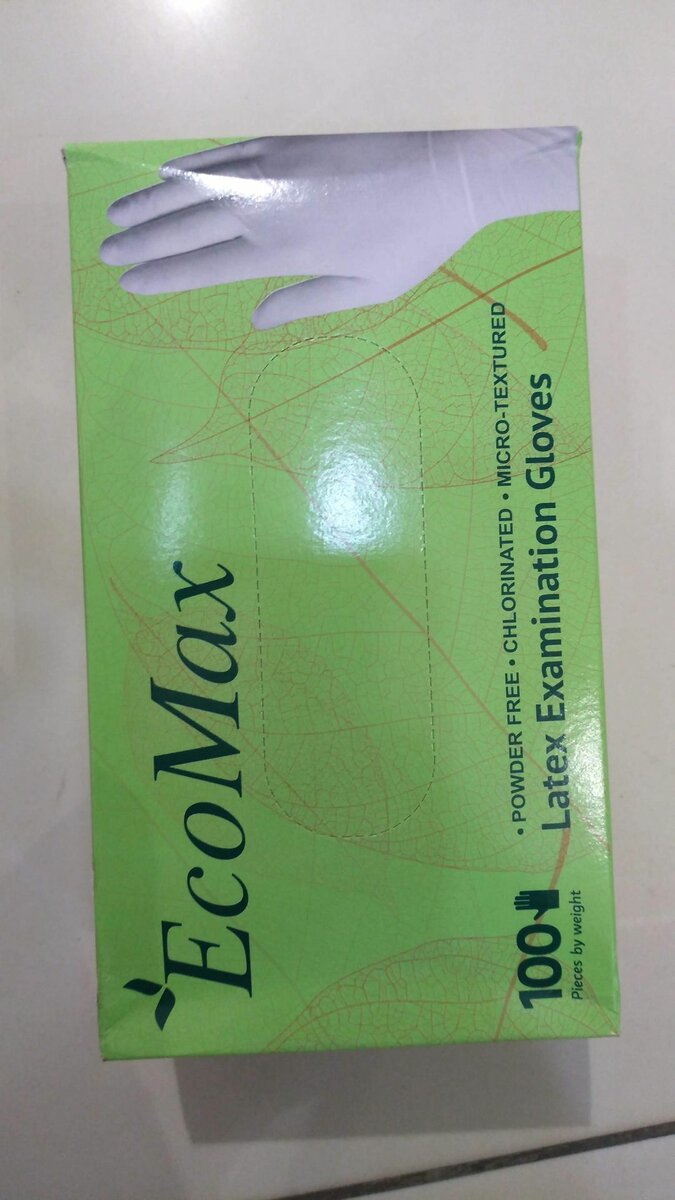 EcoMax
• POWDER FREE • CHLORINATED • MICRO-TEXTURED
Latex Examination Gloves
100
Pieces by weight